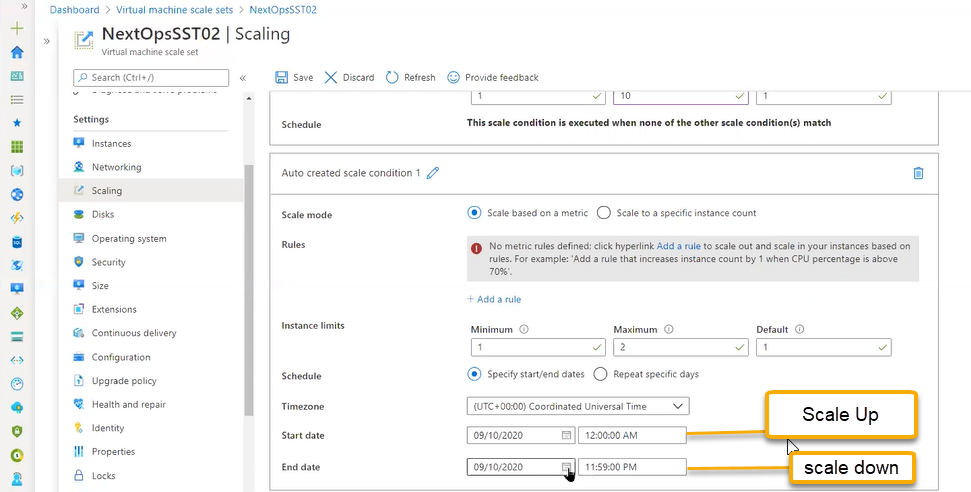 Dashboard > Virtual machine scale sets > NextOpsSST02
NextOpsSST02 | Scaling
Virtual machine scale set
Search (Ctrl+/)
Save Discard Refresh Provide feedback
Diagnose and solve problems
Settings
Instances
Networking
Scaling
Disks
Operating system
Security
Size
Extensions
Continuous delivery
Configuration
Upgrade policy
Health and repair
Identity
Properties
Locks
1 10 1
Schedule This scale condition is executed when none of the other scale condition(s) match
Auto created scale condition 1
Scale mode Scale based on a metric Scale to a specific instance count
Rules No metric rules defined: click hyperlink Add a rule to scale out and scale in your instances based on
rules. For example: 'Add a rule that increases instance count by 1 when CPU percentage is above
70%'.
+ Add a rule
Instance limits Minimum Maximum Default
1 2 1
Schedule Specify start/end dates Repeat specific days
Timezone (UTC+00:00) Coordinated Universal Time
Start date 09/10/2020 12:00:00 AM
End date 09/10/2020 11:59:00 PM
Scale Up
scale down